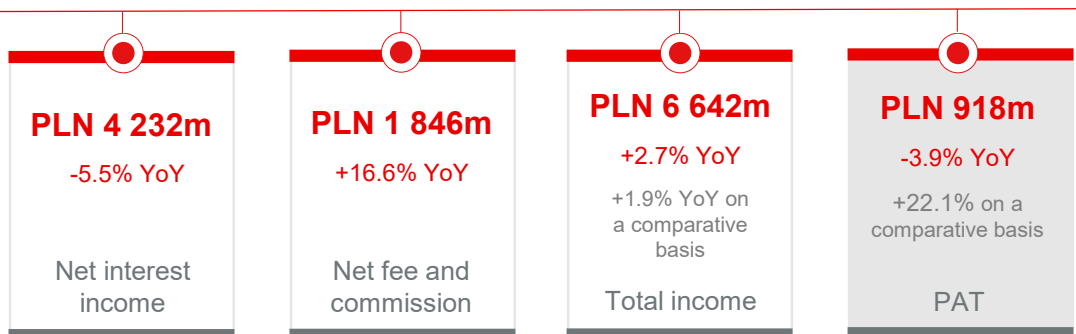 PLN 4 232m
-5.5% YoY
Net interest
income
PLN 1 846m
+16.6% YoY
Net fee and
commission
PLN 6 642m
+2.7% YoY
+1.9% YoY on
a comparative
basis
Total income
PLN 918m
-3.9% YoY
+22.1% on a
comparative basis
PAT